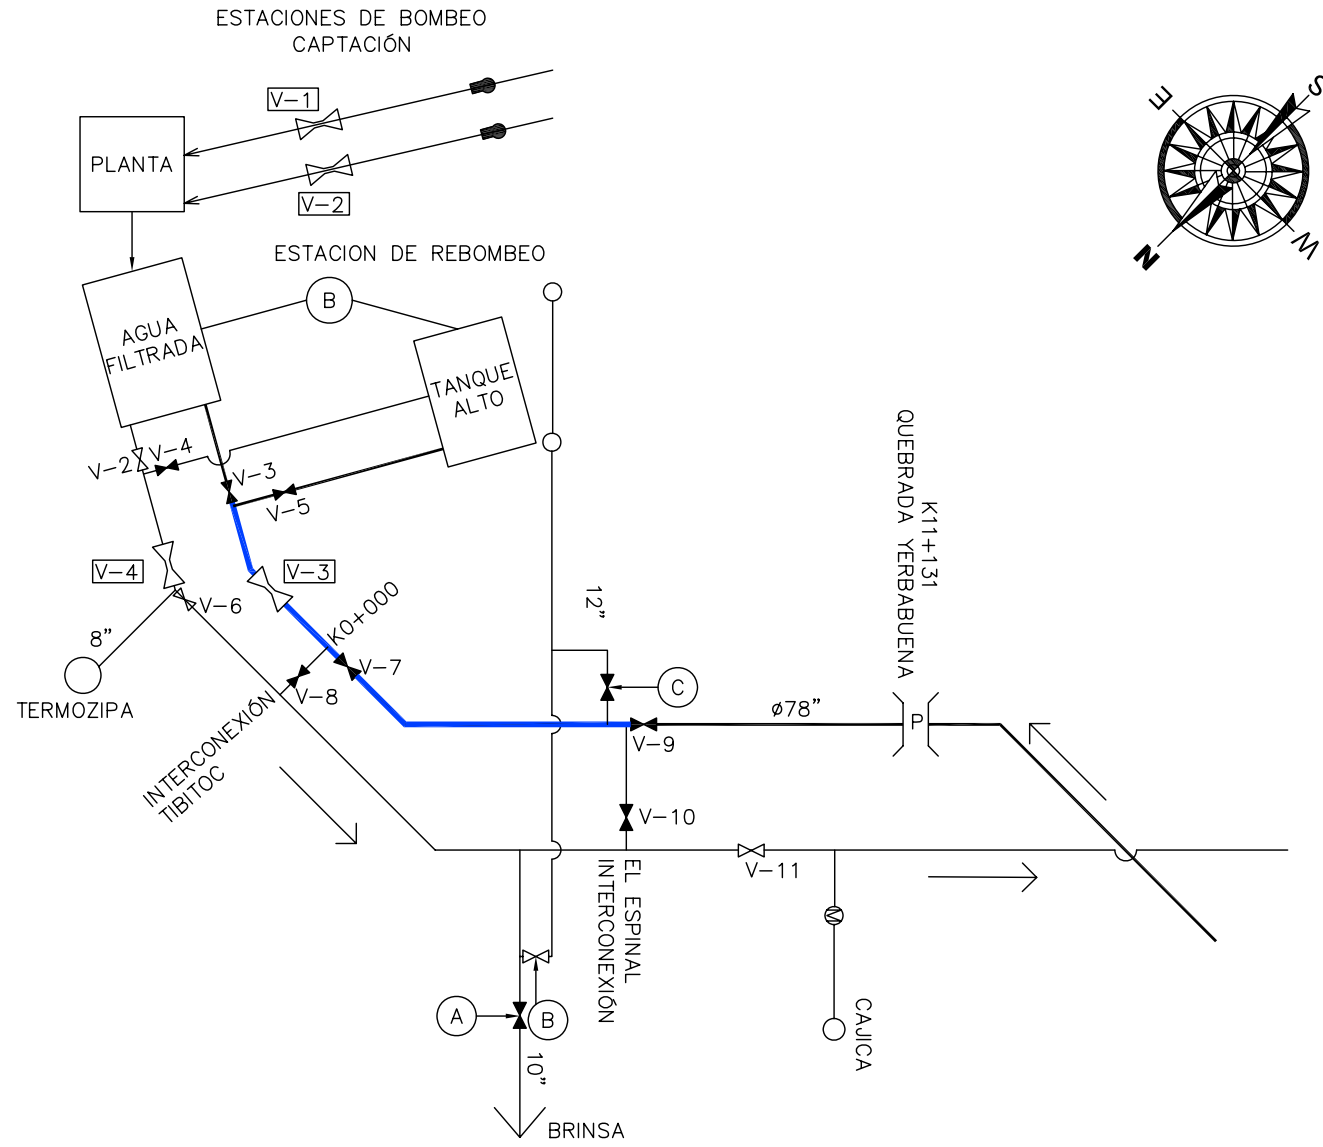 ESTACIONES DE BOMBEO
CAPTACIÓN
V-1
V-2
PLANTA
S
E
W
N
ESTACION DE REBOMBEO
B
AGUA
FILTRADA
TANQUE
ALTO
V-2
V-4
V-3
V-5
V-4
V-3
V-6
8"
TERMOZIPA
K0+000
V-7
V-8
INTERCONEXIÓN
TIBITOC
12"
C
V-9
ø78"
P
QUEBRADA YERBABUENA
K11+131
V-10
V-11
EL ESPINAL
INTERCONEXIÓN
M
CAJICA
A
B
10"
BRINSA